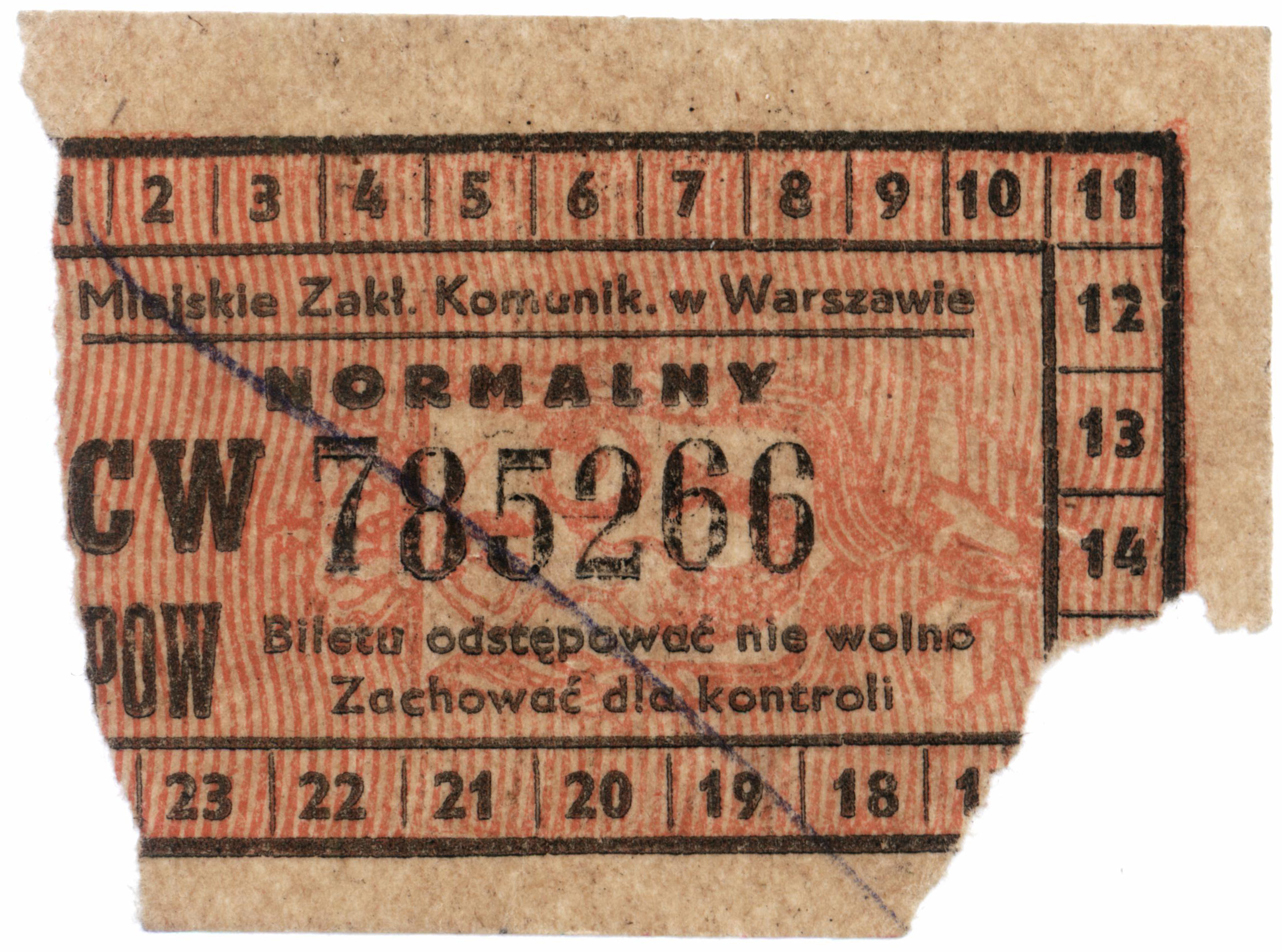 1 2 3 4 5 6 7 8 9 10 11
Miejskie Zakł. Komunik. w Warszawie
12
NORMALNY
13
CW 785266
14
POW
Biletu odstępować nie wolno
Zachować dla kontroli
23 22 21 20 19 18 1